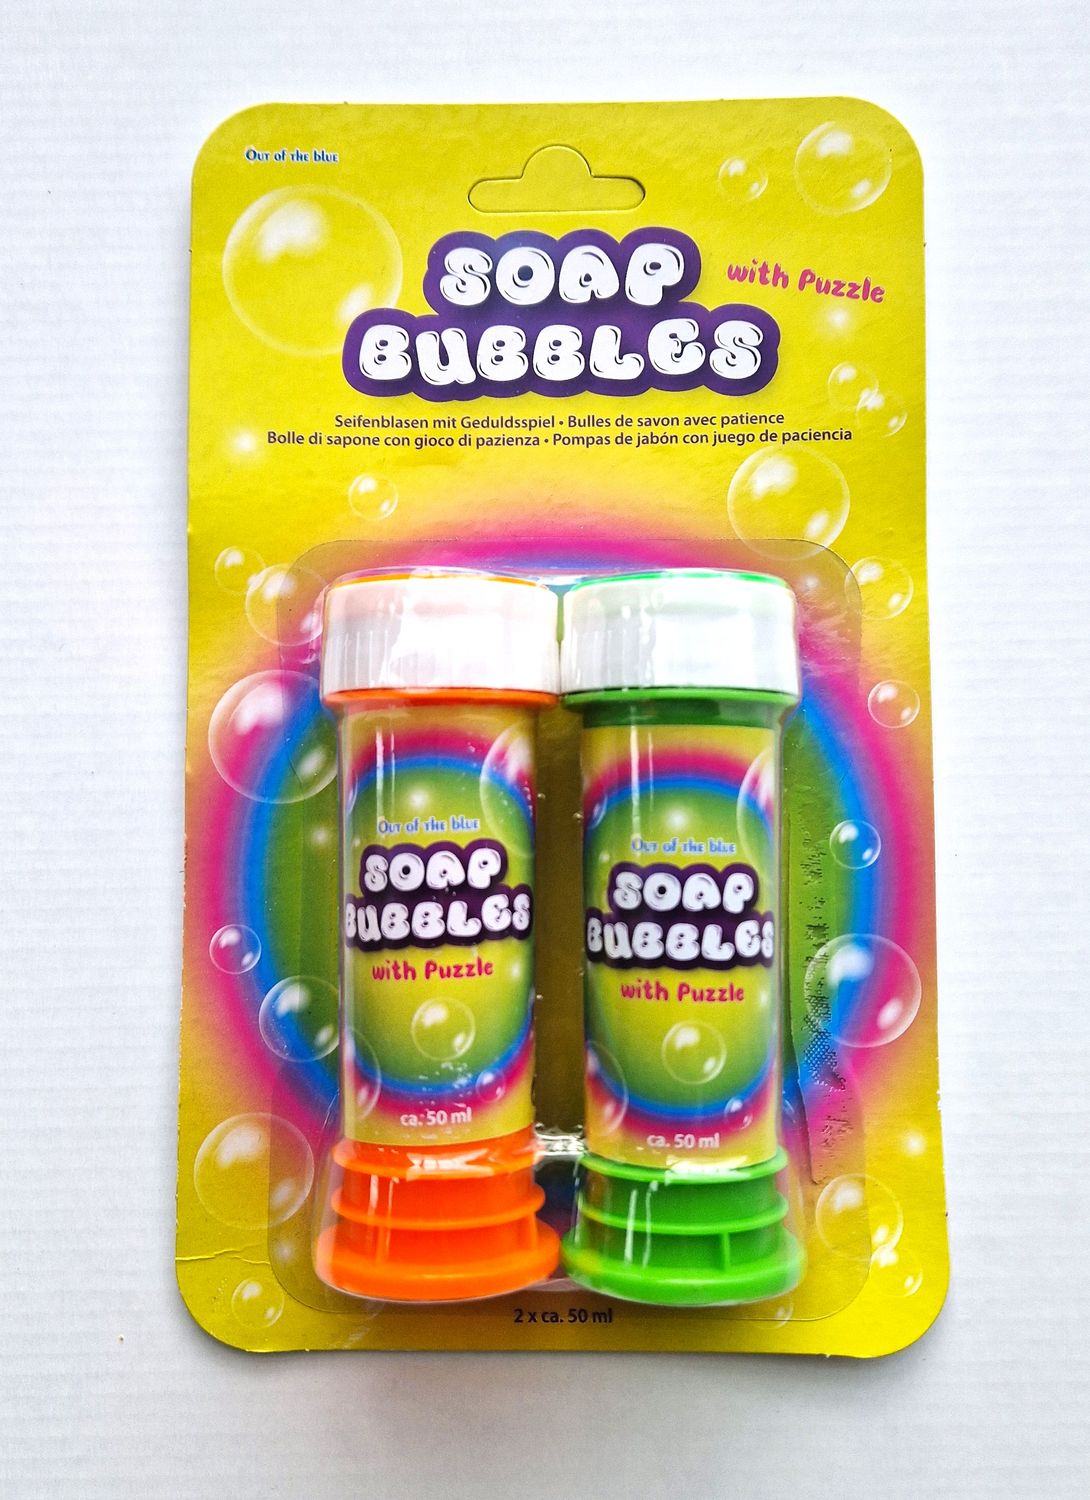 Out of the blue
SOAP
BUBBLES
with Puzzle
Seifenblasen mit Geduldsspiel • Bulles de savon avec patience
Bolle di sapone con gioco di pazienza • Pompas de jabón con juego de paciencia
Out of the blue
SOAP
BUBBLES
with Puzzle
ca. 50 ml
Out of the blue
SOAP
BUBBLES
with Puzzle
ca. 50 ml
2 x ca. 50 ml